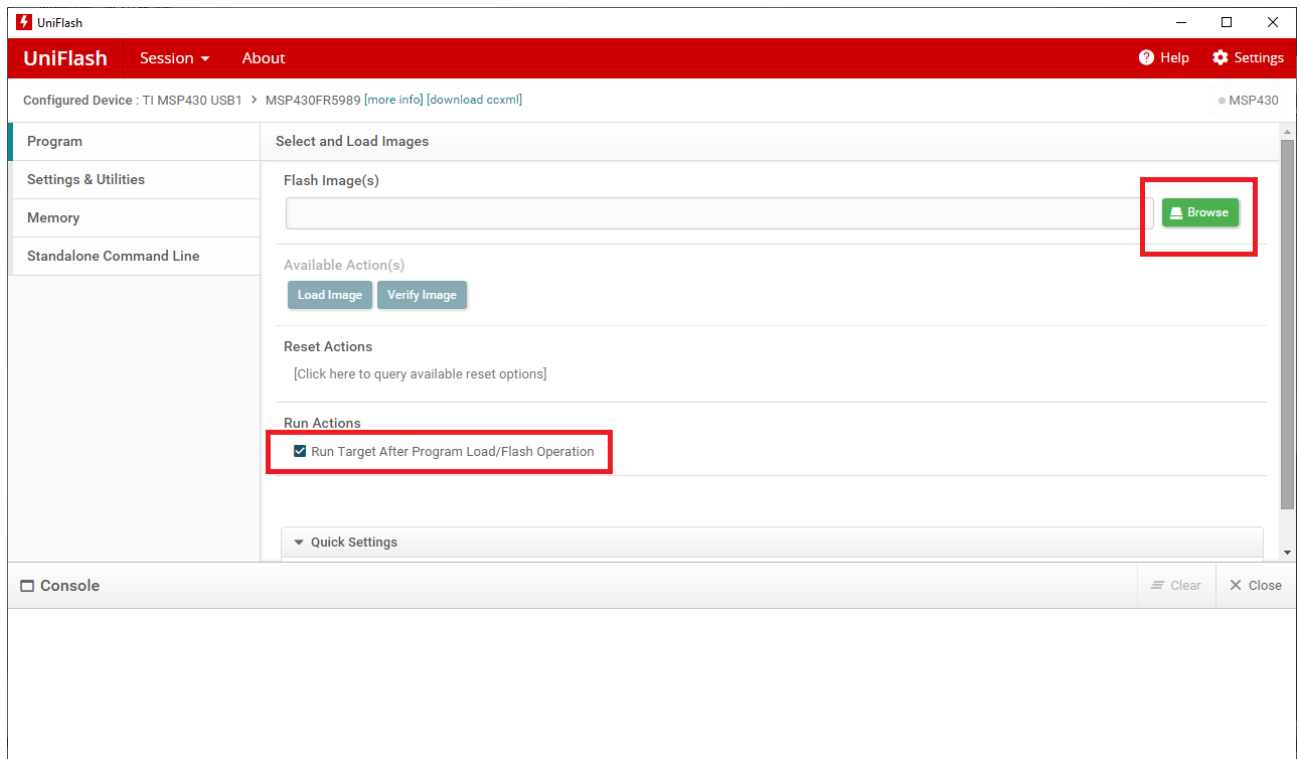 UniFlash
UniFlash Session About Help Settings
Configured Device : TI MSP430 USB1 > MSP430FR5989 [more info] [download ccxml] MSP430
Program
Settings & Utilities
Memory
Standalone Command Line
Select and Load Images
Flash Image(s)
Browse
Available Action(s)
Load Image Verify Image
Reset Actions
[Click here to query available reset options]
Run Actions
Run Target After Program Load/Flash Operation
Quick Settings
Console Clear Close